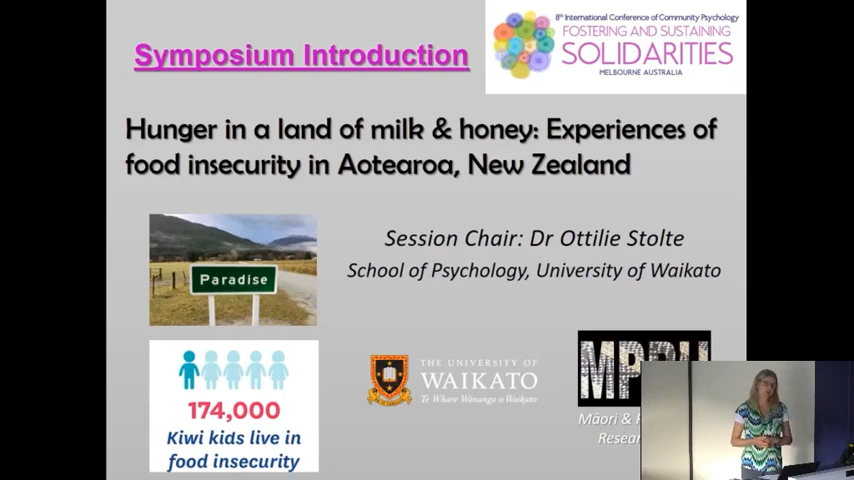 Symposium Introduction
8th International Conference of Community Psychology
FOSTERING AND SUSTAINING
SOLIDARITIES
MELBOURNE AUSTRALIA
Hunger in a land of milk & honey: Experiences of
food insecurity in Aotearoa, New Zealand
Paradise
Session Chair: Dr Ottilie Stolte
School of Psychology, University of Waikato
174,000
Kiwi kids live in
food insecurity
THE UNIVERSITY OF
WAIKATO
Te Whare Wānanga o Waikato
Māori &